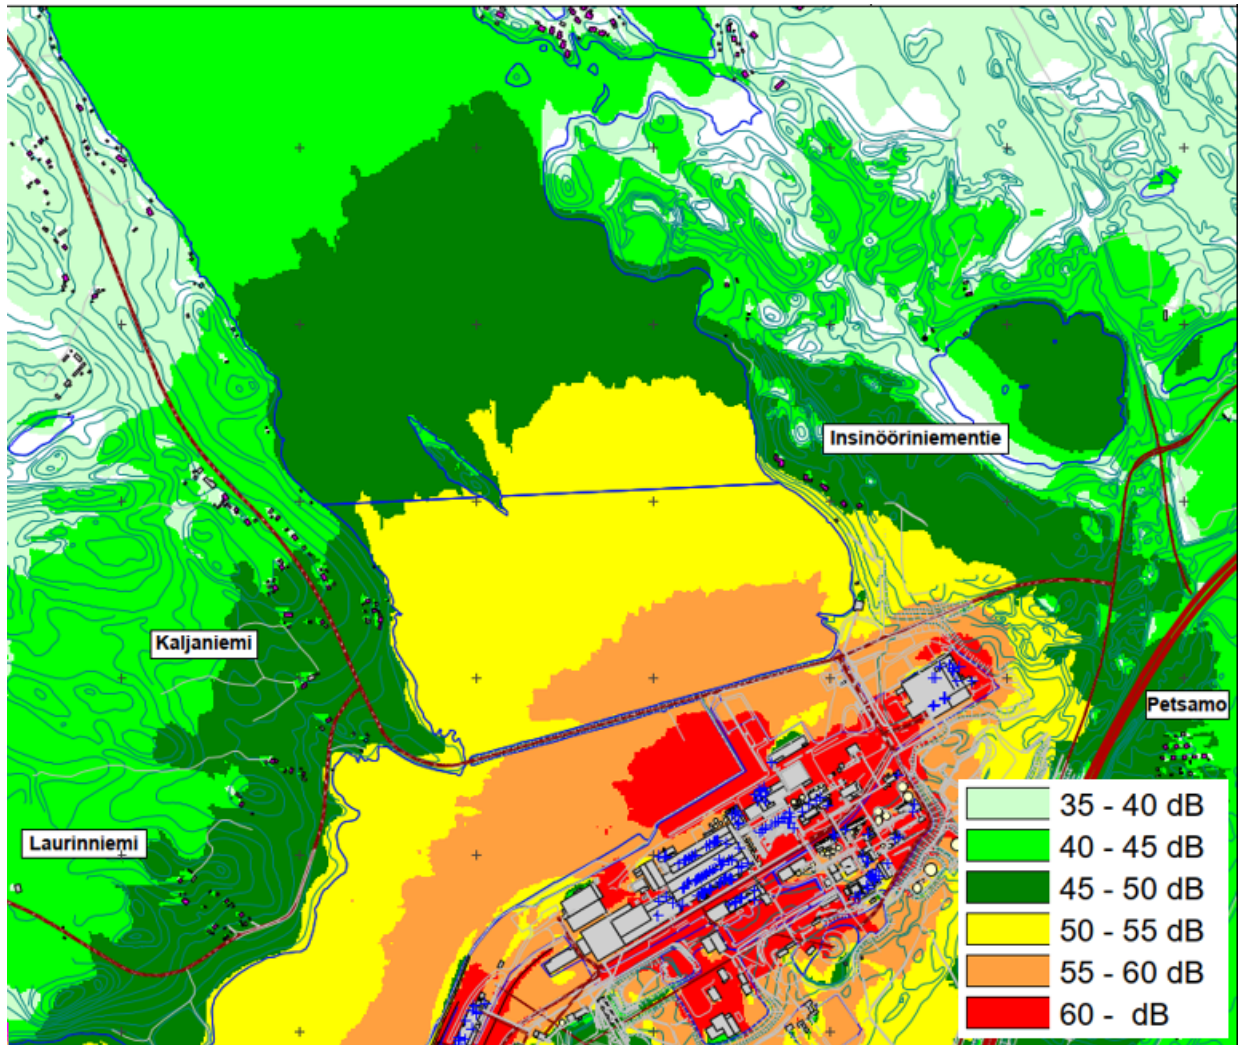 Insinööriniementie
Kaljaniemi
Petsamo
Laurinniemi
35 - 40 dB
40 - 45 dB
45 - 50 dB
50 - 55 dB
55 - 60 dB
60 - dB